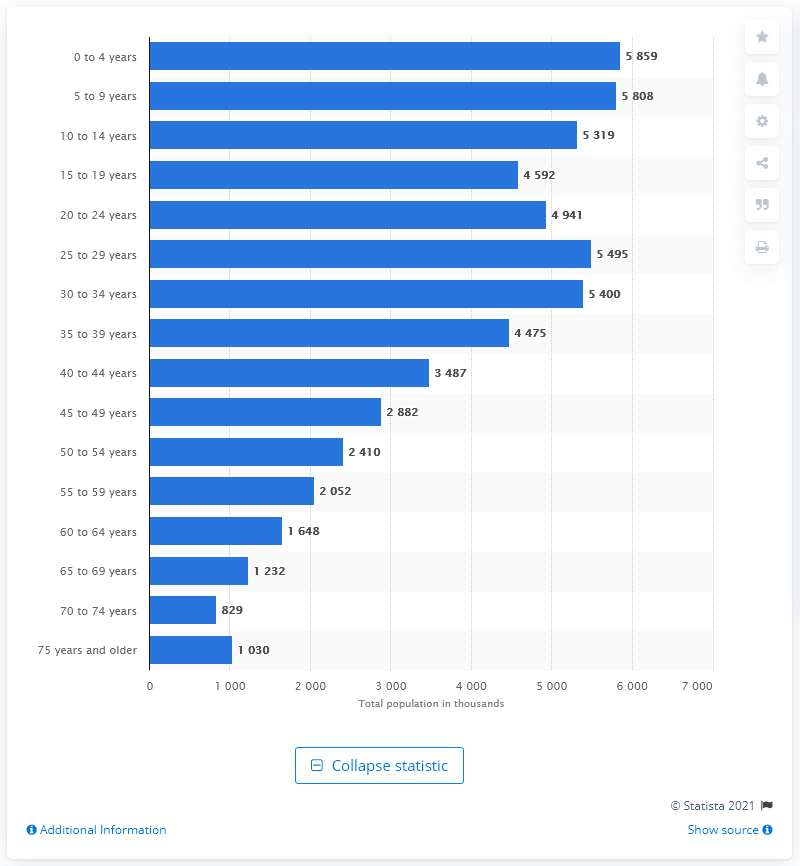 0 to 4 years 5 859
5 to 9 years 5 808
10 to 14 years 5 319
15 to 19 years 4 592
20 to 24 years 4 941
25 to 29 years 5 495
30 to 34 years 5 400
35 to 39 years 4 475
40 to 44 years 3 487
45 to 49 years 2 882
50 to 54 years 2 410
55 to 59 years 2 052
60 to 64 years 1 648
65 to 69 years 1 232
70 to 74 years 829
75 years and older 1 030
0 1 000 2 000 3 000 4 000 5 000 6 000 7 000
Total population in thousands
Collapse statistic
© Statista 2021
Additional Information Show source